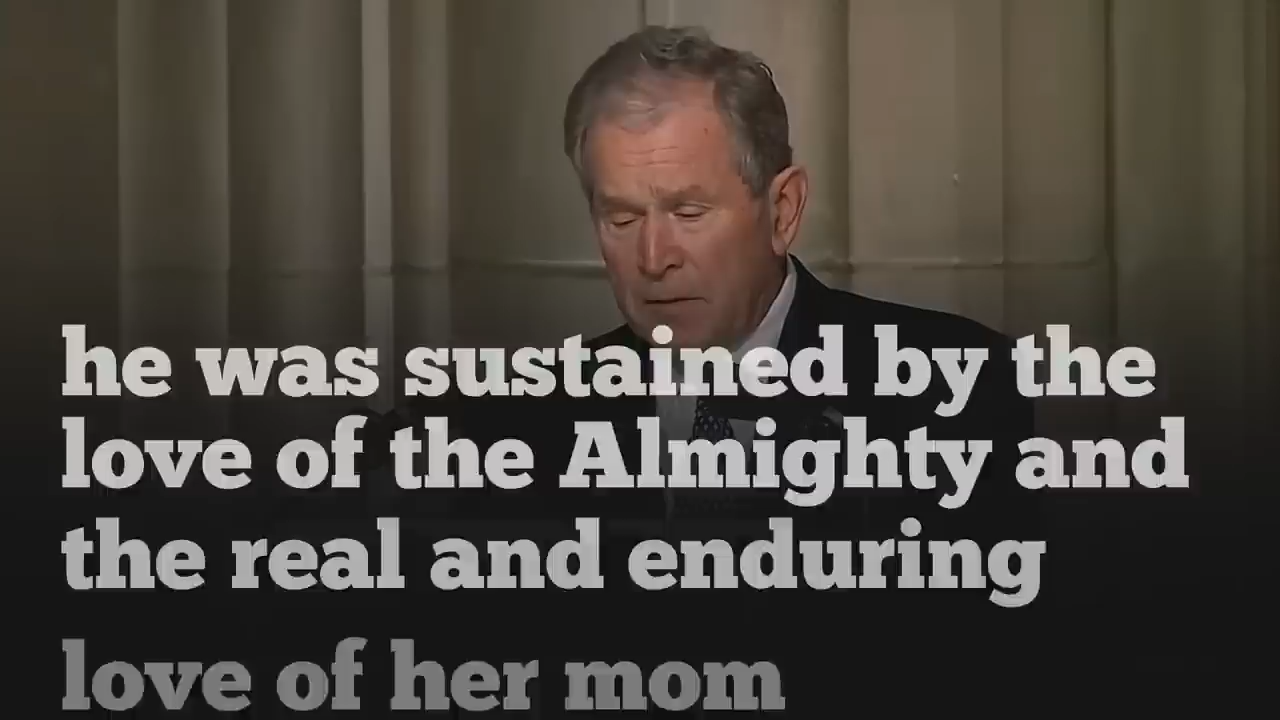 he was sustained by the
love of the Almighty and
the real and enduring
love of her mom